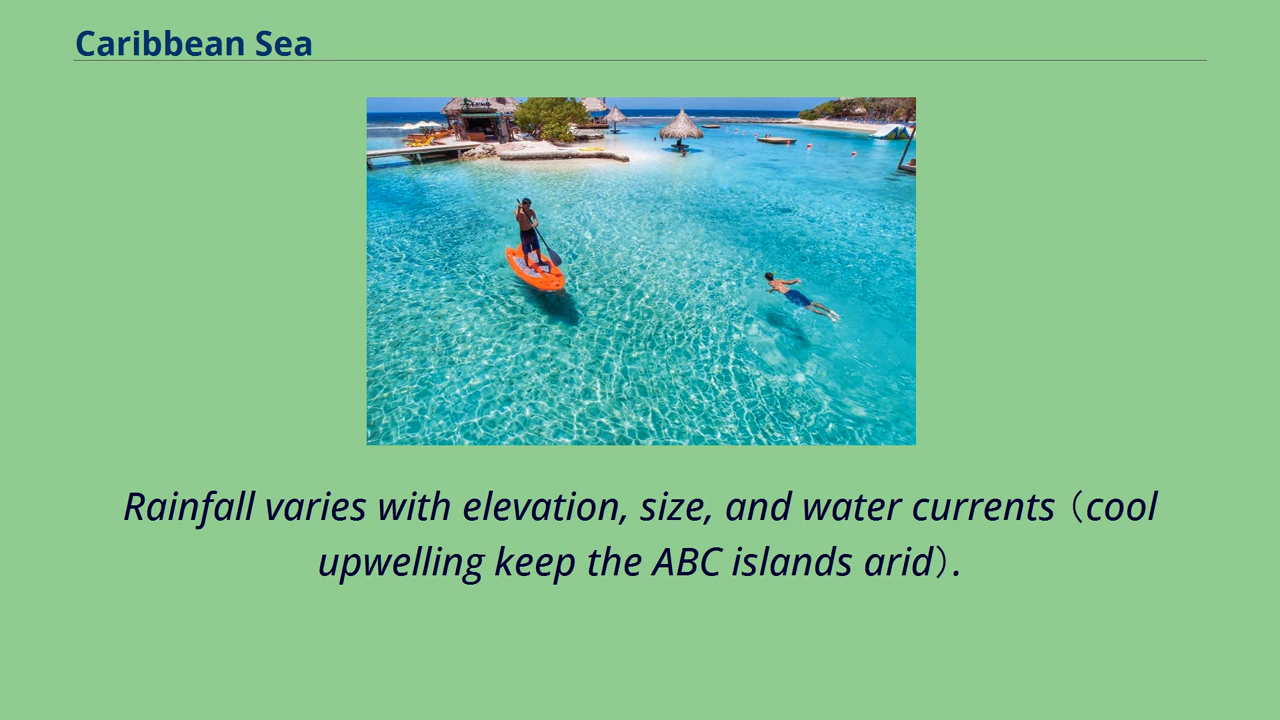 Caribbean Sea
Rainfall varies with elevation, size, and water currents（cool
upwelling keep the ABC islands arid）.